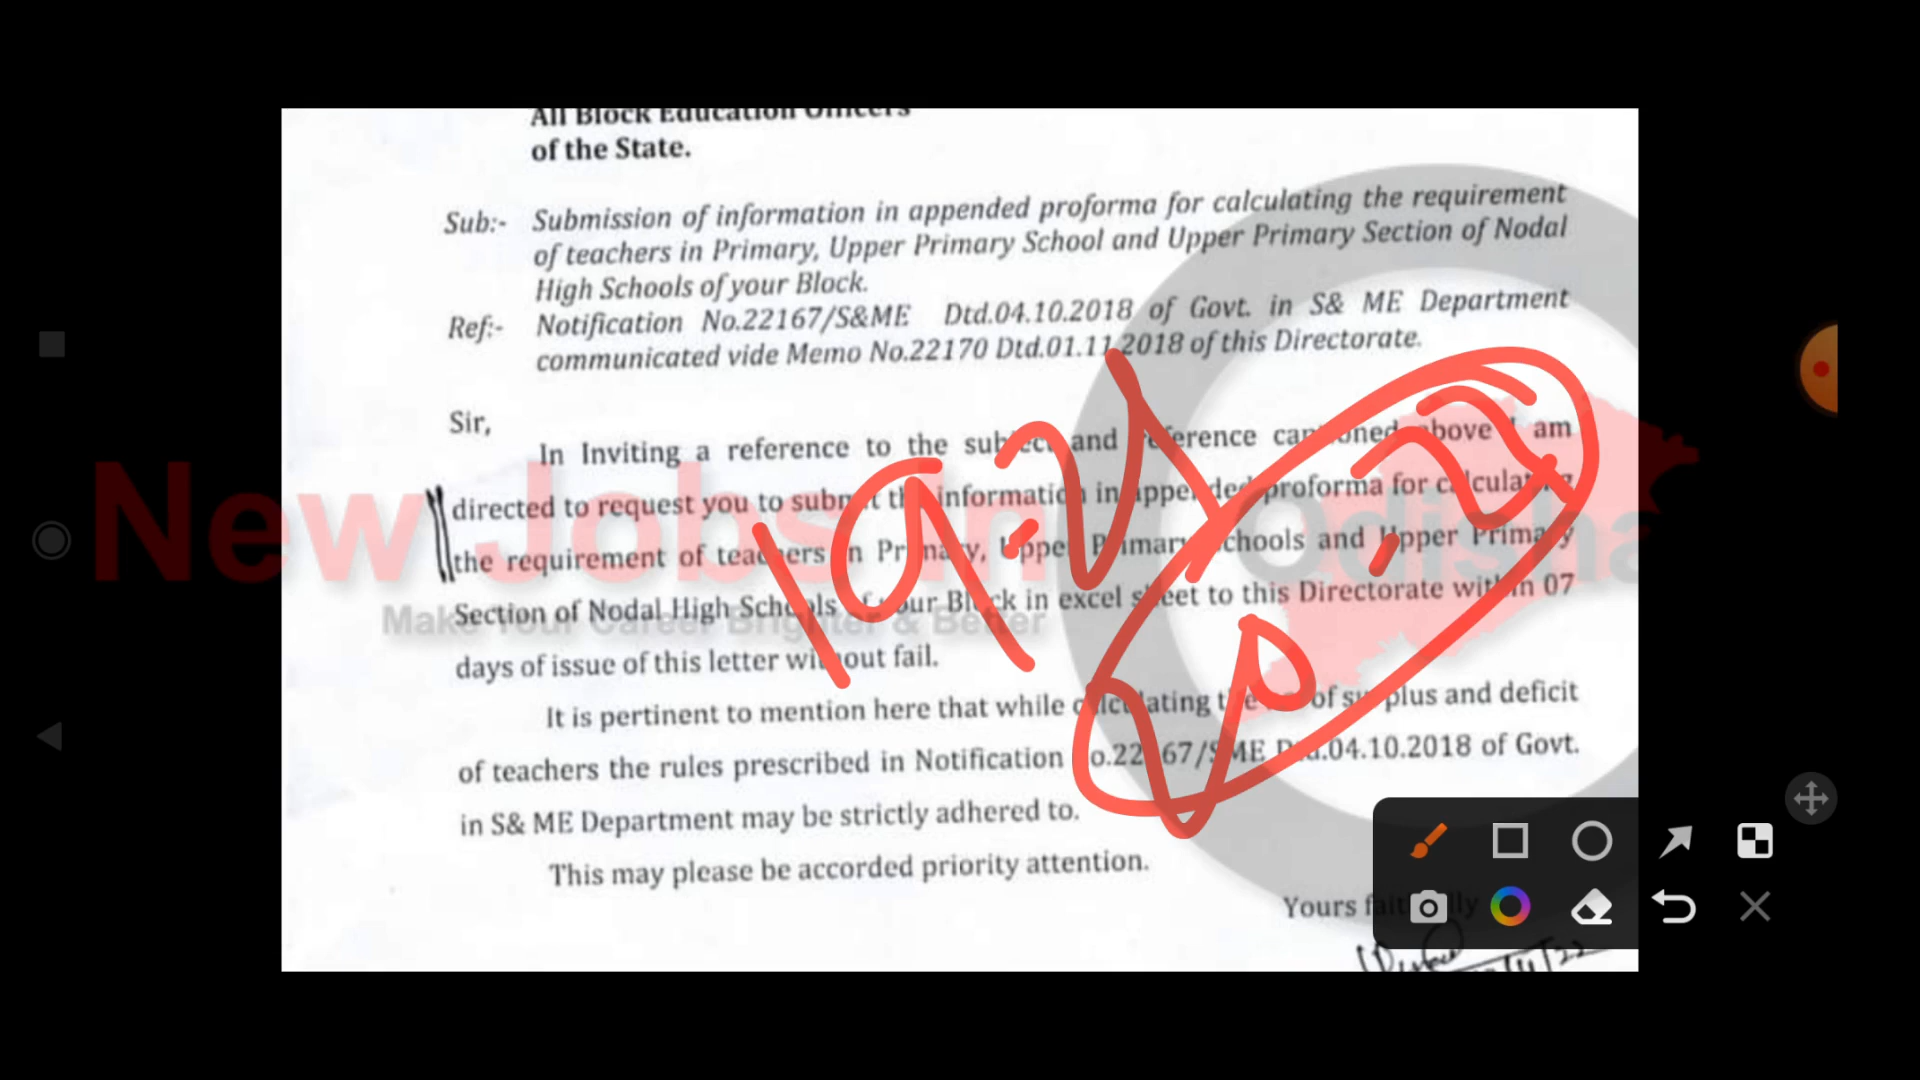 All Block Education Officers
of the State.
Sub:- Submission of information in appended proforma for calculating the requirement
of teachers in Primary, Upper Primary School and Upper Primary Section of Nodal
High Schools of your Block.
Ref:- Notification No.22167/S&ME Dtd.04.10.2018 of Govt. in S& ME Department
communicated vide Memo No.22170 Dtd.01.11.2018 of this Directorate.
Sir,
In Inviting a reference to the subject and reference captioned above I am
directed to request you to submit the information in appended proforma for calculating
the requirement of teachers in Primary, Upper Primary Schools and Upper Primary
Section of Nodal High Schools of your Block in excel sheet to this Directorate within 07
days of issue of this letter without fail.
It is pertinent to mention here that while calculating the of surplus and deficit
of teachers the rules prescribed in Notification No.22167/SME Dtd.04.10.2018 of Govt.
in S& ME Department may be strictly adhered to.
This may please be accorded priority attention.
Yours faithfully
New Jobs In Odisha
Make Your Career Brighter & Better
19-21